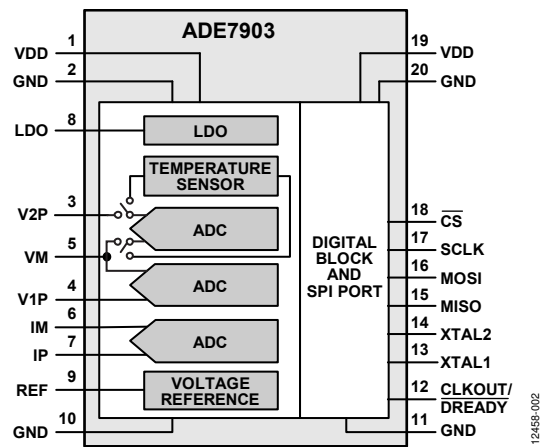 ADE7903
1
VDD
2
GND
8
LDO
LDO
TEMPERATURE
SENSOR
3
V2P
ADC
5
VM
4
V1P
ADC
6
IM
7
IP
ADC
9
REF
VOLTAGE
REFERENCE
10
GND
DIGITAL
BLOCK
AND
SPI PORT
19
VDD
20
GND
18
CS
17
SCLK
16
MOSI
15
MISO
14
XTAL2
13
XTAL1
12
CLKOUT/
DREADY
11
GND
12458-002